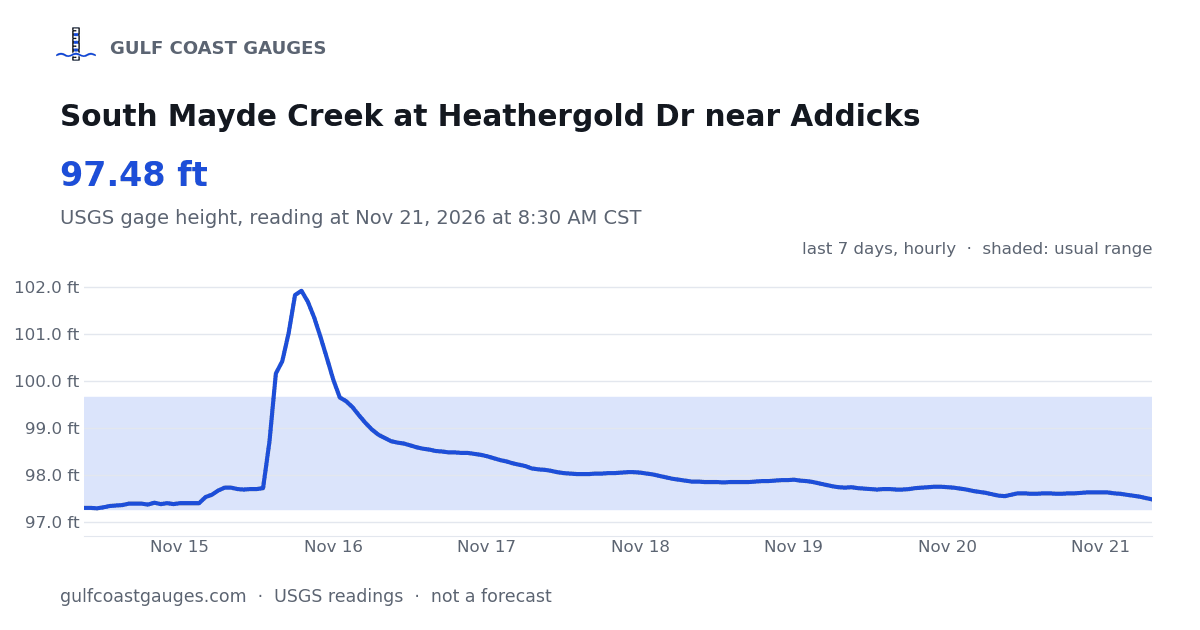 GULF COAST GAUGES
South Mayde Creek at Heathergold Dr near Addicks
97.48 ft
USGS gage height, reading at Nov 21, 2026 at 8:30 AM CST
last 7 days, hourly · shaded: usual range
102.0 ft
101.0 ft
100.0 ft
99.0 ft
98.0 ft
97.0 ft
Nov 15 Nov 16 Nov 17 Nov 18 Nov 19 Nov 20 Nov 21
gulfcoastgauges.com · USGS readings · not a forecast